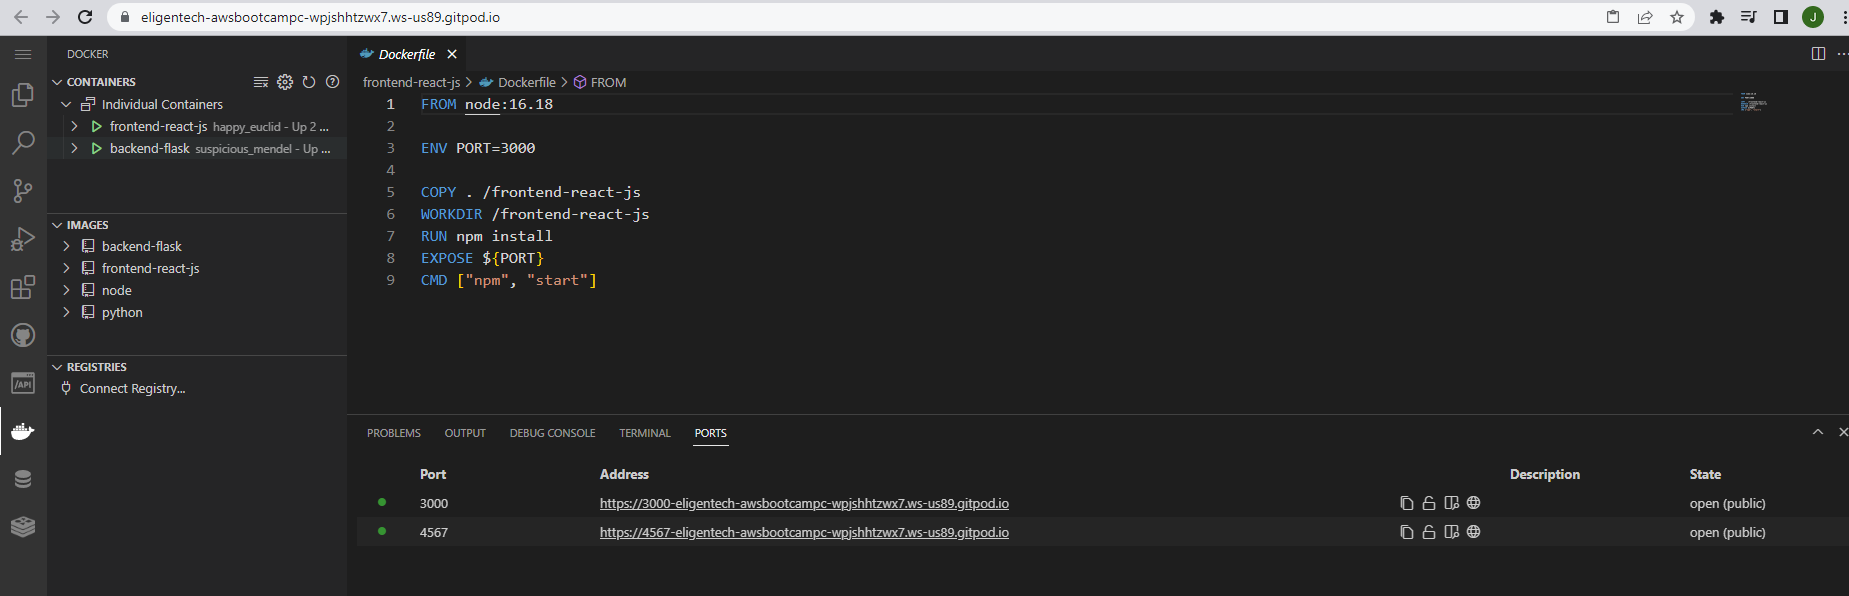 eligentech-awsbootcampc-wpjshhtzwx7.ws-us89.gitpod.io
J
DOCKER
CONTAINERS
Individual Containers
frontend-react-js happy_euclid - Up 2 ...
backend-flask suspicious_mendel - Up ...
IMAGES
backend-flask
frontend-react-js
node
python
REGISTRIES
Connect Registry...
/API
Dockerfile
frontend-react-js > Dockerfile > FROM
1 FROM node:16.18
2
3 ENV PORT=3000
4
5 COPY . /frontend-react-js
6 WORKDIR /frontend-react-js
7 RUN npm install
8 EXPOSE ${PORT}
9 CMD ["npm", "start"]
PROBLEMS OUTPUT DEBUG CONSOLE TERMINAL PORTS
Port Address Description State
3000 https://3000-eligentech-awsbootcampc-wpjshhtzwx7.ws-us89.gitpod.io open (public)
4567 https://4567-eligentech-awsbootcampc-wpjshhtzwx7.ws-us89.gitpod.io open (public)